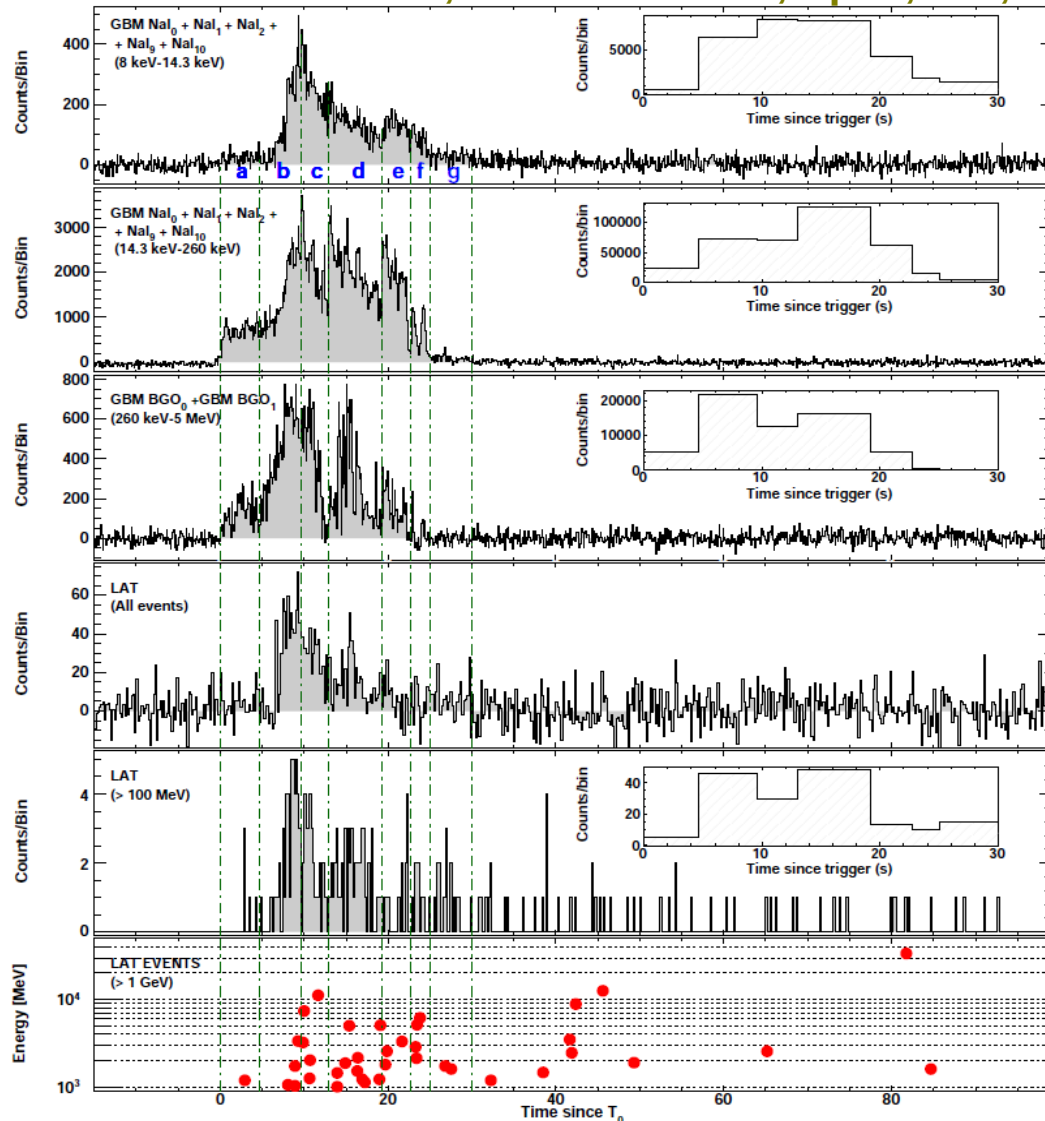 GBM NaI0 + NaI1 + NaI2 +
+ NaI9 + NaI10
(8 keV-14.3 keV)
Counts/Bin
400
200
0
a b c d e f g
Counts/Bin
5000
0
0 10 20 30
Time since trigger (s)
GBM NaI0 + NaI1 + NaI2 +
+ NaI9 + NaI10
(14.3 keV-260 keV)
Counts/Bin
3000
2000
1000
0
Counts/bin
100000
50000
0
0 10 20 30
Time since trigger (s)
GBM BGO0 +GBM BGO1
(260 keV-5 MeV)
Counts/Bin
800
600
400
200
0
Counts/bin
20000
10000
0
0 10 20 30
Time since trigger (s)
LAT
(All events)
Counts/Bin
60
40
20
0
LAT
(> 100 MeV)
Counts/Bin
4
2
0
Counts/bin
40
20
0
0 10 20 30
Time since trigger (s)
LAT EVENTS
(> 1 GeV)
Energy [MeV]
10^4
10^3
0 20 40 60 80
Time since T0